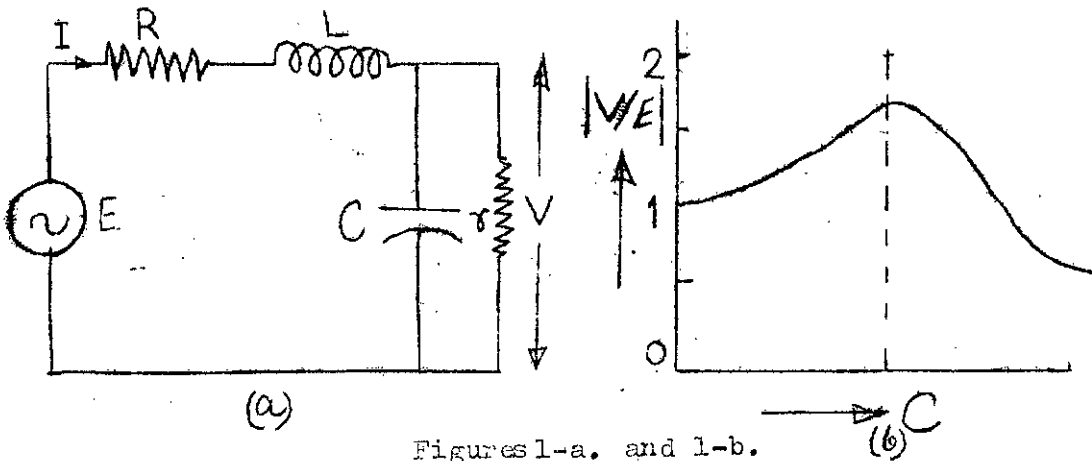 I R L
E
C r V
(a)
2
|V/E|
1
0
C
(b)
Figures 1-a. and 1-b.